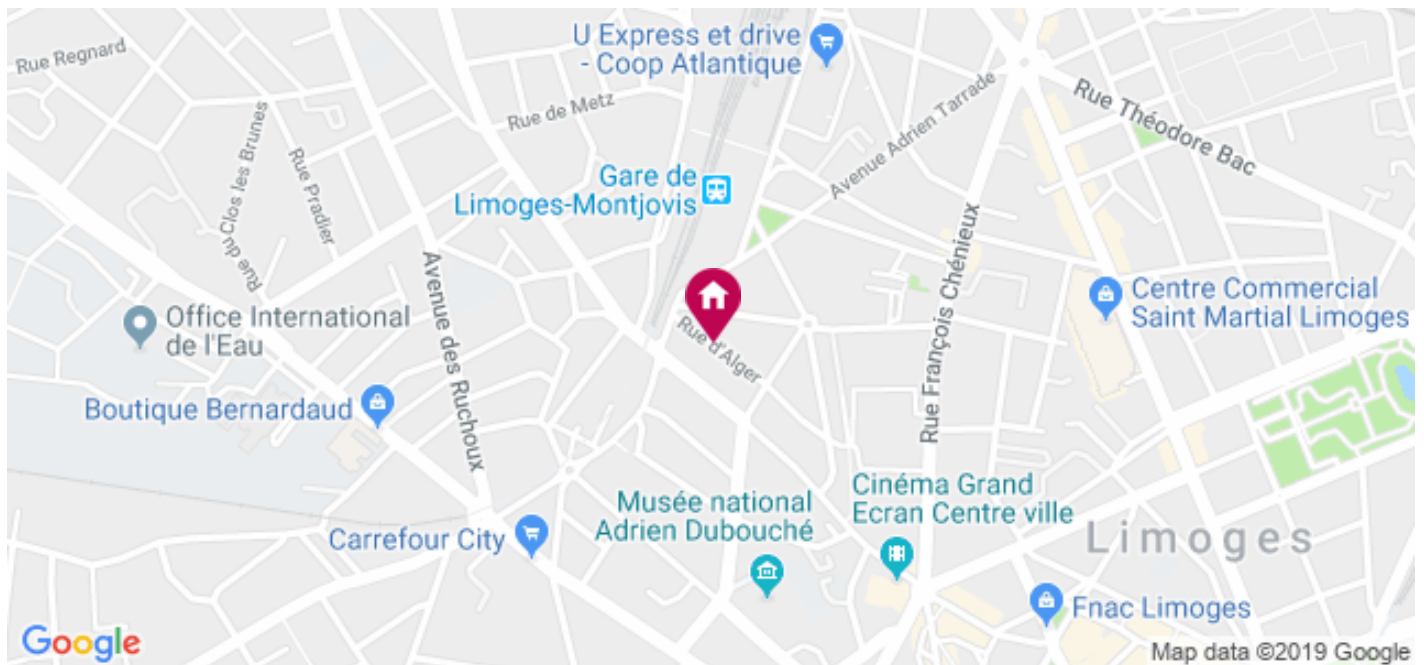 U Express et drive
- Coop Atlantique
Rue Regnard
Rue de Metz
Rue Théodore Bac
Avenue Adrien Tarrade
Rue du Clos les Brunes
Rue Pradier
Gare de
Limoges-Montjovis
Avenue des Ruchoux
Rue François Chénieux
Office International
de l'Eau
Rue d'Alger
Centre Commercial
Saint Martial Limoges
Boutique Bernardaud
Musée national
Adrien Dubouché
Cinéma Grand
Ecran Centre ville
Carrefour City
Limoges
Fnac Limoges
Google
Map data ©2019 Google